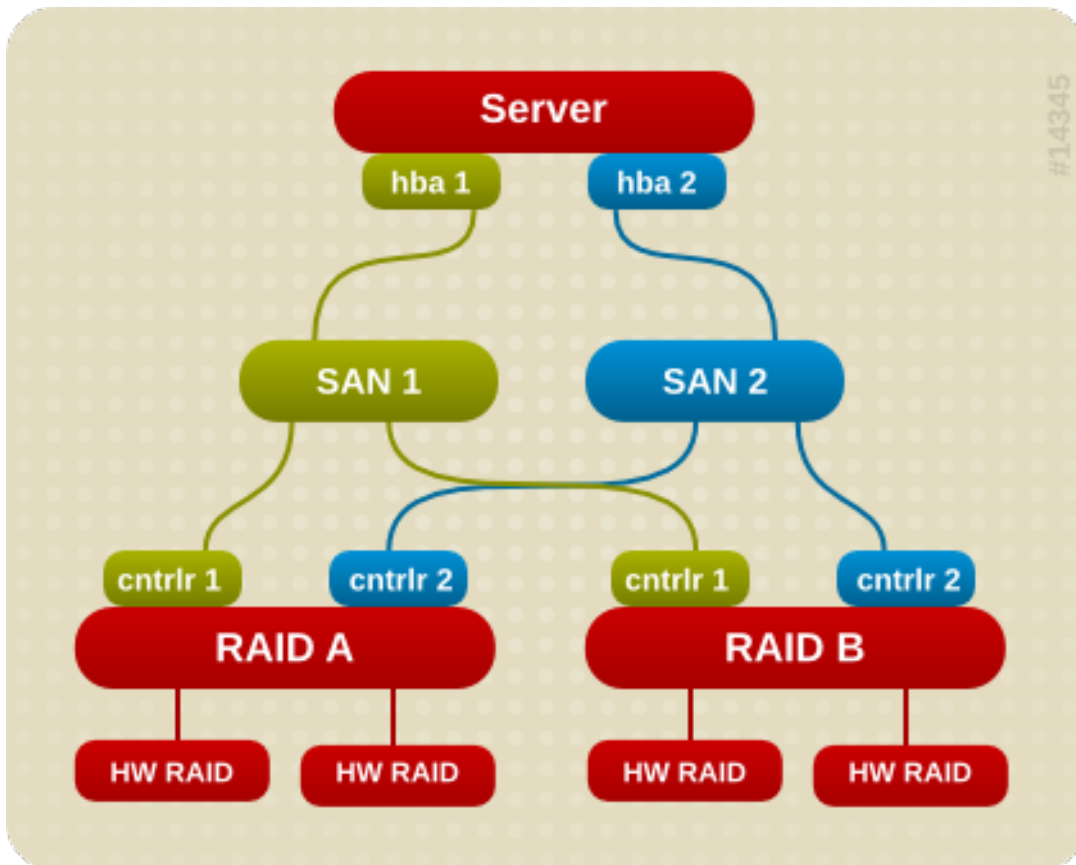 Server
#14345
hba 1
hba 2
SAN 1
SAN 2
cntrlr 1
cntrlr 2
cntrlr 1
cntrlr 2
RAID A
RAID B
HW RAID
HW RAID
HW RAID
HW RAID